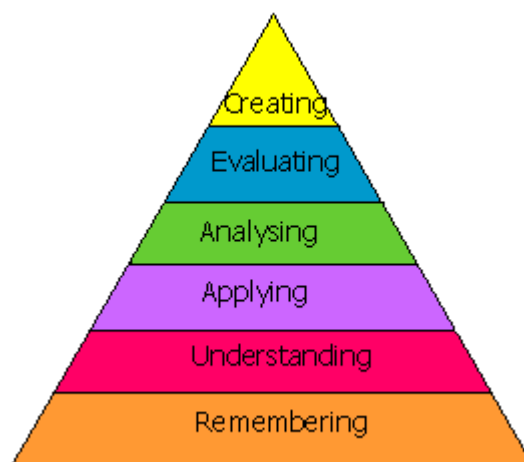 Creating
Evaluating
Analysing
Applying
Understanding
Remembering